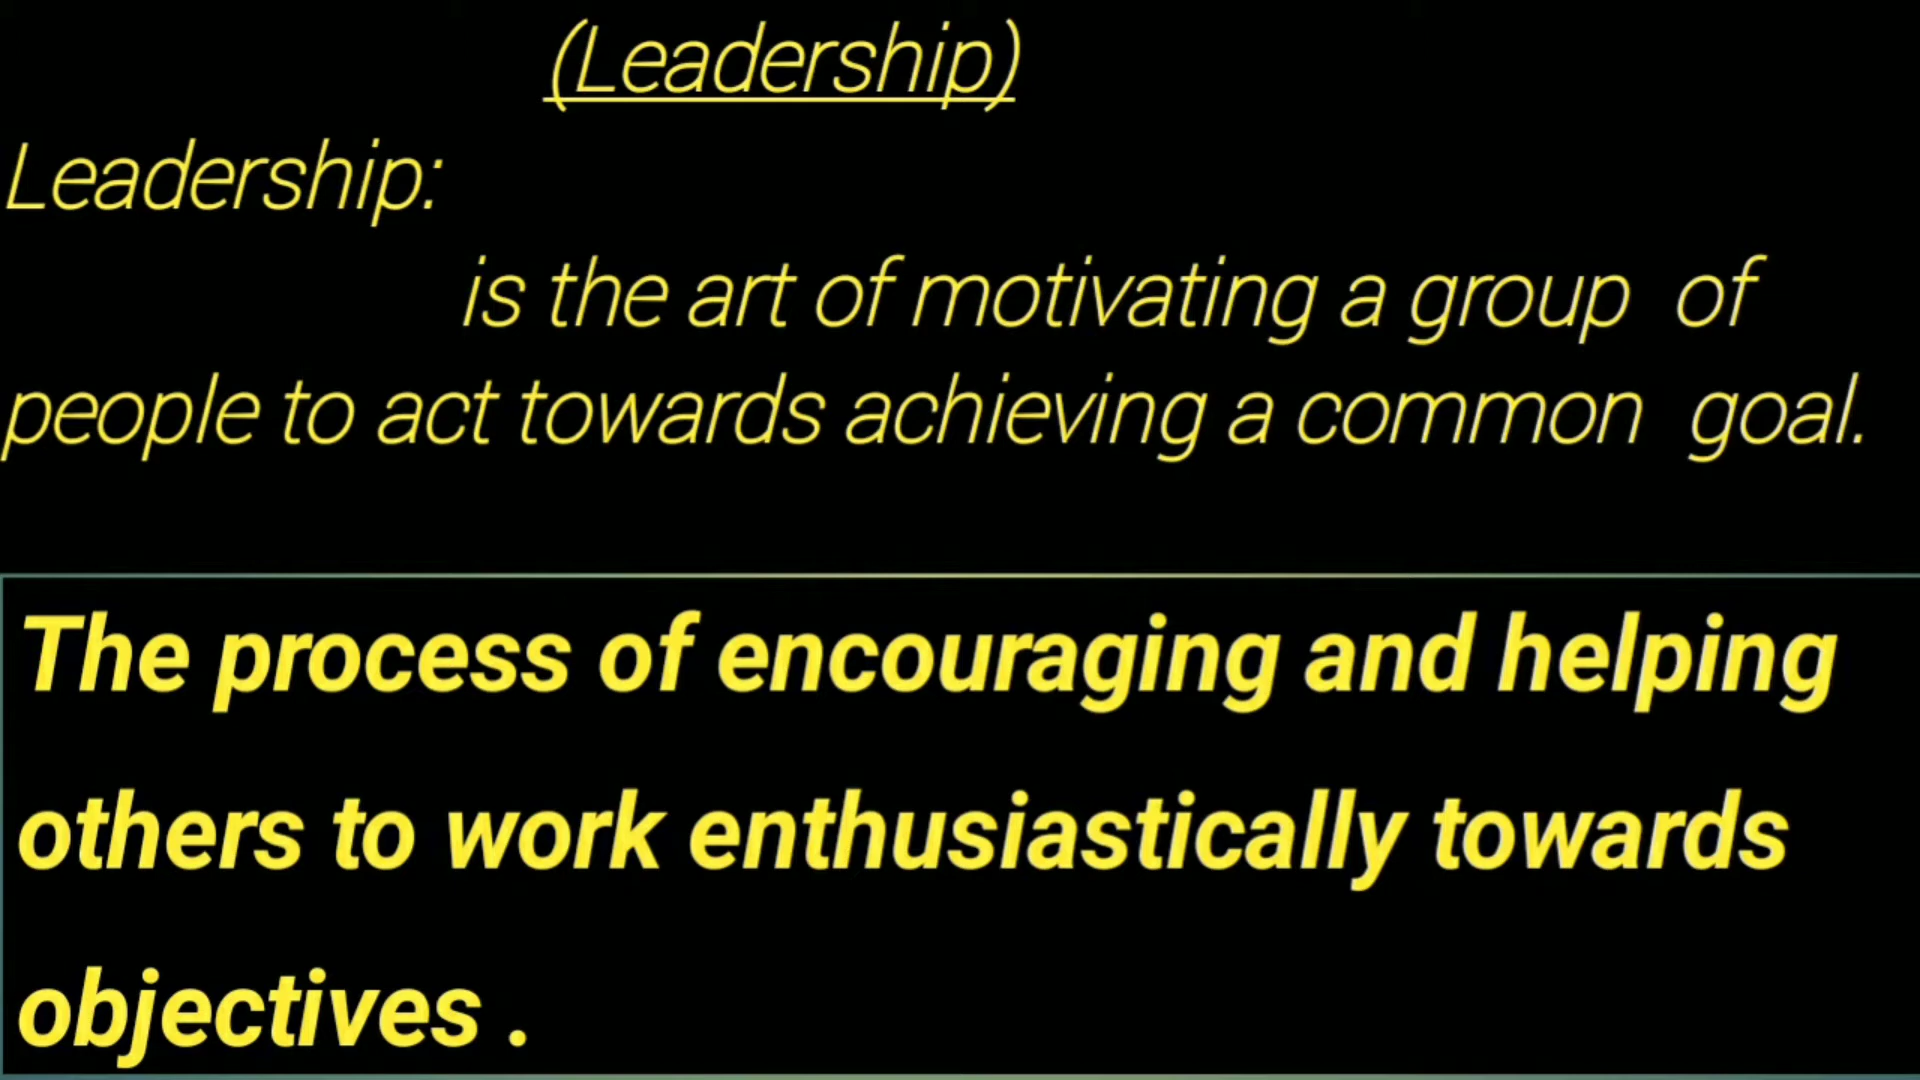 (Leadership)
Leadership:
is the art of motivating a group of
people to act towards achieving a common goal.
The process of encouraging and helping
others to work enthusiastically towards
objectives .